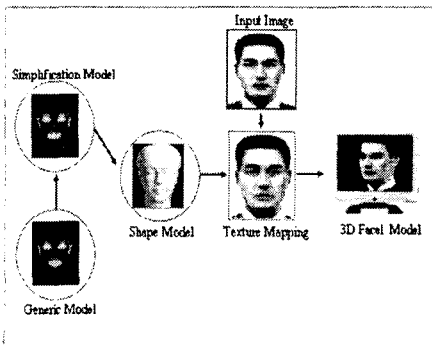 Input Image
Simplification Model
Shape Model
Texture Mapping
3D Facel Model
Generic Model